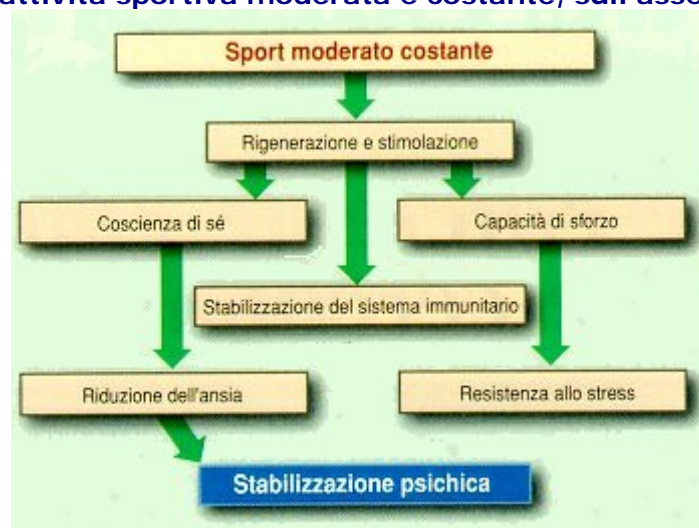 attività sportiva moderata e costante, sull'asse
Sport moderato costante
Rigenerazione e stimolazione
Coscienza di sé
Capacità di sforzo
Stabilizzazione del sistema immunitario
Riduzione dell'ansia
Resistenza allo stress
Stabilizzazione psichica